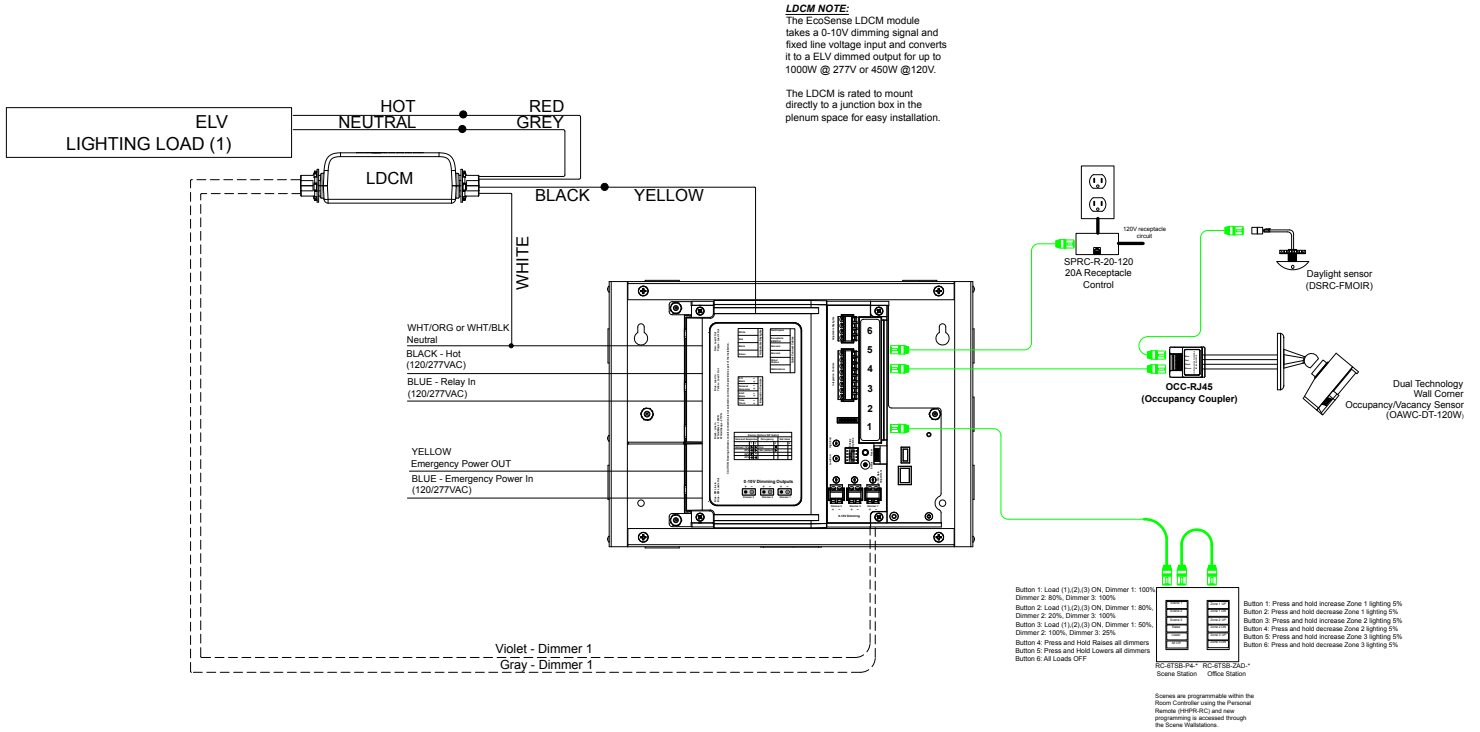 LDCM NOTE:
The EcoSense LDCM module
takes a 0-10V dimming signal and
fixed line voltage input and converts
it to a ELV dimmed output for up to
1000W @ 277V or 450W @120V.
The LDCM is rated to mount
directly to a junction box in the
plenum space for easy installation.
ELV
LIGHTING LOAD (1)
HOT
RED
NEUTRAL
GREY
LDCM
BLACK
YELLOW
WHITE
WHT/ORG or WHT/BLK
Neutral
BLACK - Hot
(120/277VAC)
BLUE - Relay In
(120/277VAC)
YELLOW
Emergency Power OUT
BLUE - Emergency Power In
(120/277VAC)
0-10V Dimming Outputs
6
5
4
3
2
1
0-10V Dimming
120V receptacle
circuit
SPRC-R-20-120
20A Receptacle
Control
Daylight sensor
(DSRC-FMOIR)
OCC-RJ45
(Occupancy Coupler)
Dual Technology
Wall Corner
Occupancy/Vacancy Sensor
(OAWC-DT-120W)
Violet - Dimmer 1
Gray - Dimmer 1
Button 1: Load (1),(2),(3) ON, Dimmer 1: 100%
Dimmer 2: 80%, Dimmer 3: 100%
Button 2: Load (1),(2),(3) ON, Dimmer 1: 80%,
Dimmer 2: 20%, Dimmer 3: 100%
Button 3: Load (1),(2),(3) ON, Dimmer 1: 50%,
Dimmer 2: 100%, Dimmer 3: 25%
Button 4: Press and Hold Raises all dimmers
Button 5: Press and Hold Lowers all dimmers
Button 6: All Loads OFF
Button 1: Press and hold increase Zone 1 lighting 5%
Button 2: Press and hold decrease Zone 1 lighting 5%
Button 3: Press and hold increase Zone 2 lighting 5%
Button 4: Press and hold decrease Zone 2 lighting 5%
Button 5: Press and hold increase Zone 3 lighting 5%
Button 6: Press and hold decrease Zone 3 lighting 5%
RC-6TSB-P4-*
Scene Station
RC-6TSB-ZAD-*
Office Station
Scenes are programmable within the
Room Controller using the Personal
Remote (HHPR-RC) and new
programming is accessed through
the Scene Wallstations.